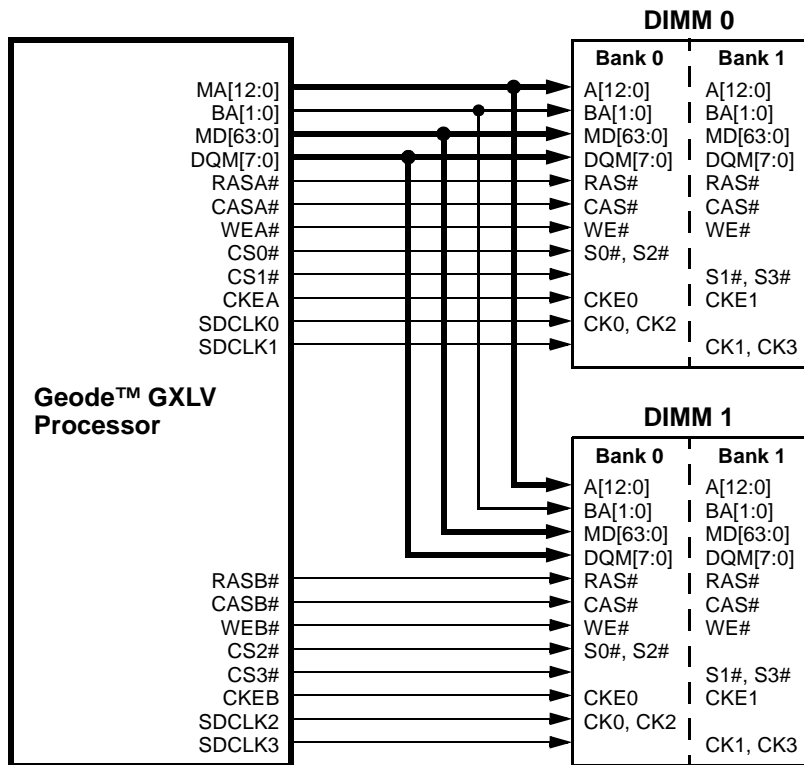 DIMM 0
Bank 0 Bank 1
MA[12:0] A[12:0] A[12:0]
BA[1:0] BA[1:0] BA[1:0]
MD[63:0] MD[63:0] MD[63:0]
DQM[7:0] DQM[7:0] DQM[7:0]
RASA# RAS# RAS#
CASA# CAS# CAS#
WEA# WE# WE#
CS0# S0#, S2#
CS1# S1#, S3#
CKEA CKE0 CKE1
SDCLK0 CK0, CK2
SDCLK1 CK1, CK3
Geode™ GXLV
Processor
DIMM 1
Bank 0 Bank 1
A[12:0] A[12:0]
BA[1:0] BA[1:0]
MD[63:0] MD[63:0]
DQM[7:0] DQM[7:0]
RASB# RAS# RAS#
CASB# CAS# CAS#
WEB# WE# WE#
CS2# S0#, S2#
CS3# S1#, S3#
CKEB CKE0 CKE1
SDCLK2 CK0, CK2
SDCLK3 CK1, CK3